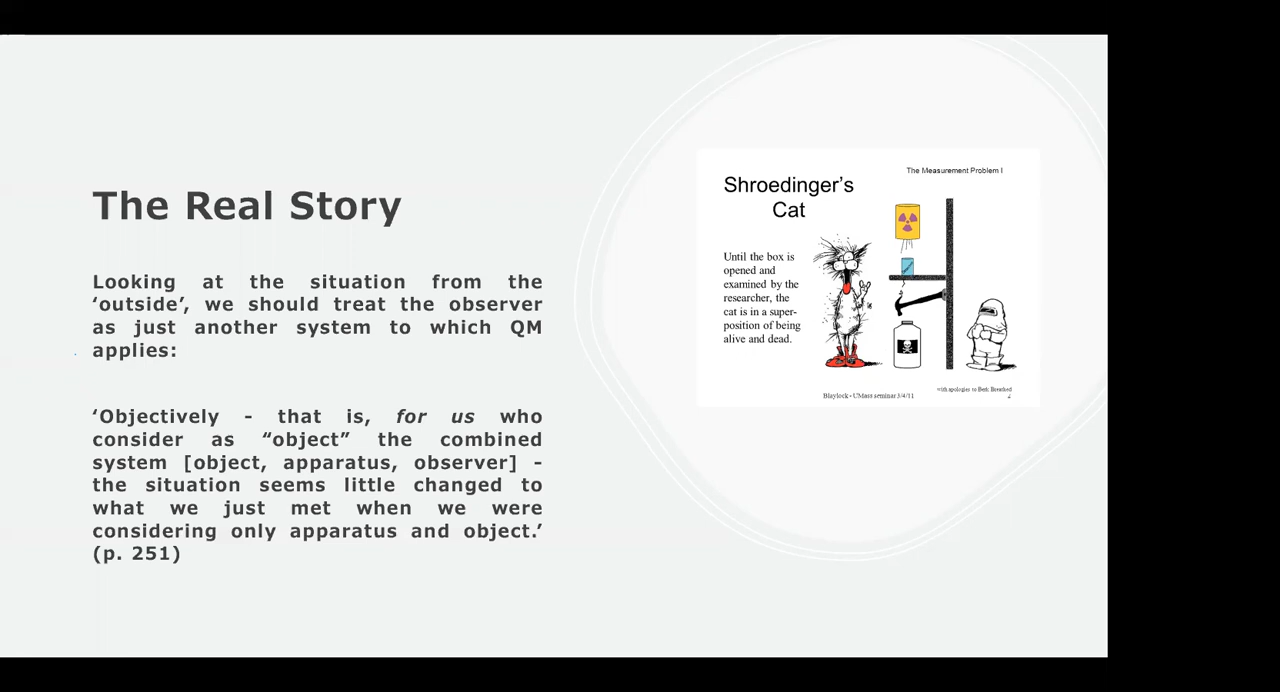 The Real Story
Looking at the situation from the
‘outside’, we should treat the observer
as just another system to which QM
applies:
‘Objectively - that is, for us who
consider as “object” the combined
system [object, apparatus, observer] -
the situation seems little changed to
what we just met when we were
considering only apparatus and object.’
(p. 251)
The Measurement Problem I
Shroedinger's
Cat
Until the box is
opened and
examined by the
researcher, the
cat is in a super-
position of being
alive and dead.
with apologies to Berk Breathed
Blaylock - UMass seminar 3/4/11